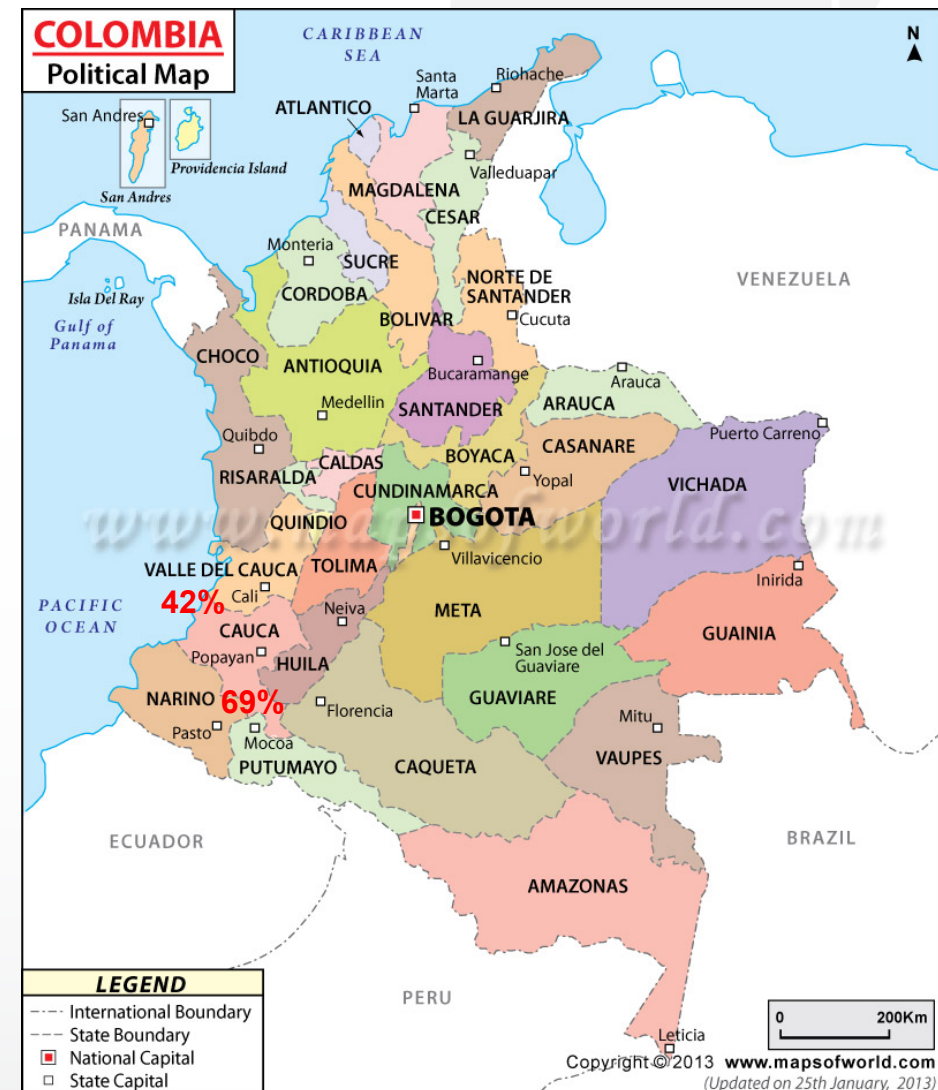 COLOMBIA
Political Map
CARIBBEAN
SEA
N
Santa
Marta
Riohache
ATLANTICO
LA GUARJIRA
San Andres
Providencia Island
San Andres
Valleduapar
MAGDALENA
CESAR
PANAMA
Monteria
SUCRE
NORTE DE
SANTANDER
VENEZUELA
Isla Del Ray
CORDOBA
BOLIVAR
Cucuta
Gulf of
Panama
CHOCO
ANTIOQUIA
Bucaramange
Arauca
Medellin
SANTANDER
ARAUCA
Quibdo
Puerto Carreno
CALDAS
BOYACA
CASANARE
RISARALDA
Yopal
VICHADA
CUNDINAMARCA
QUINDIO
BOGOTA
www.mapsofworld.com
VALLE DEL CAUCA
TOLIMA
Villavicencio
Inirida
Cali
42%
PACIFIC
OCEAN
Neiva
META
CAUCA
GUAINIA
Popayan
HUILA
San Jose del
Guaviare
NARINO
69%
Florencia
GUAVIARE
Mitu
Pasto
Mocoa
PUTUMAYO
CAQUETA
VAUPES
ECUADOR
BRAZIL
AMAZONAS
LEGEND
International Boundary
State Boundary
National Capital
State Capital
PERU
0 200Km
Leticia
Copyright © 2013 www.mapsofworld.com
(Updated on 25th January, 2013)